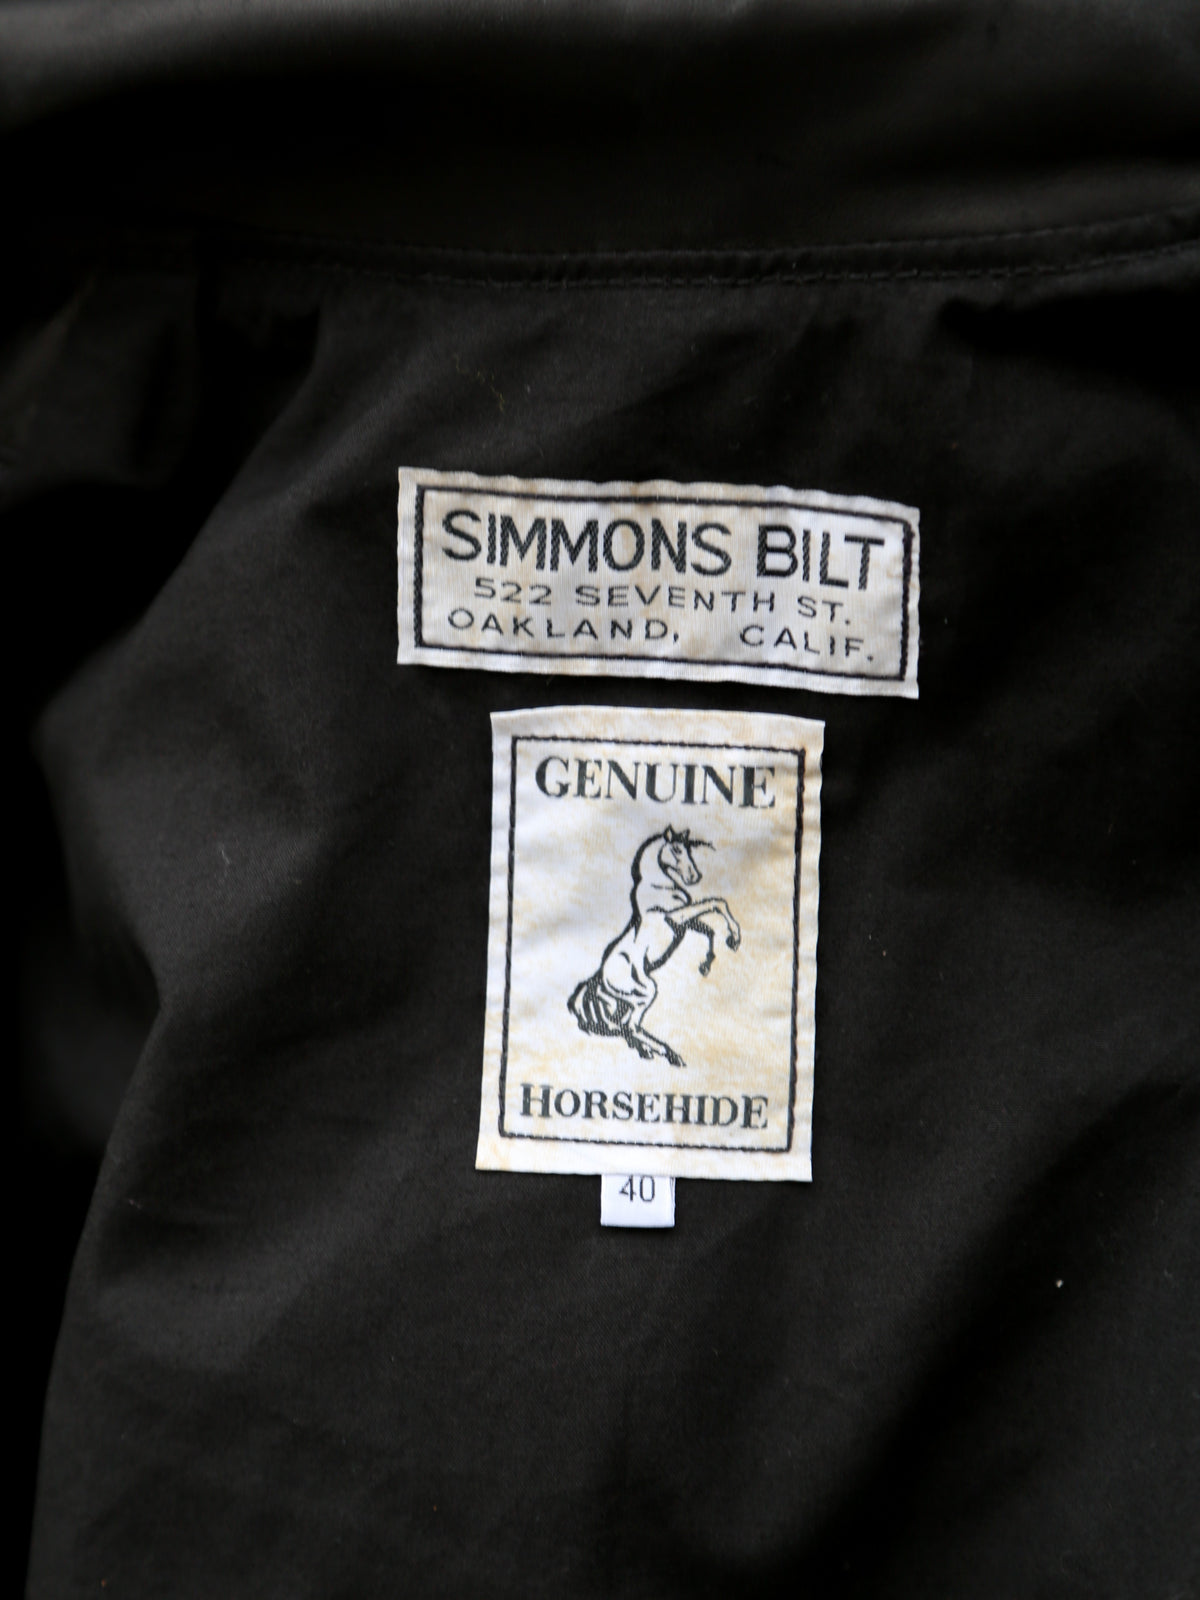 SIMMONS BILT
522 SEVENTH ST.
OAKLAND, CALIF.
GENUINE
HORSEHIDE
40